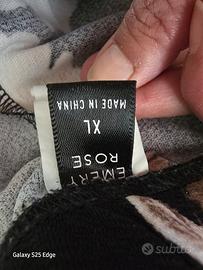 EMERY
ROSE
XL
MADE IN CHINA
Galaxy S25 Edge
subito